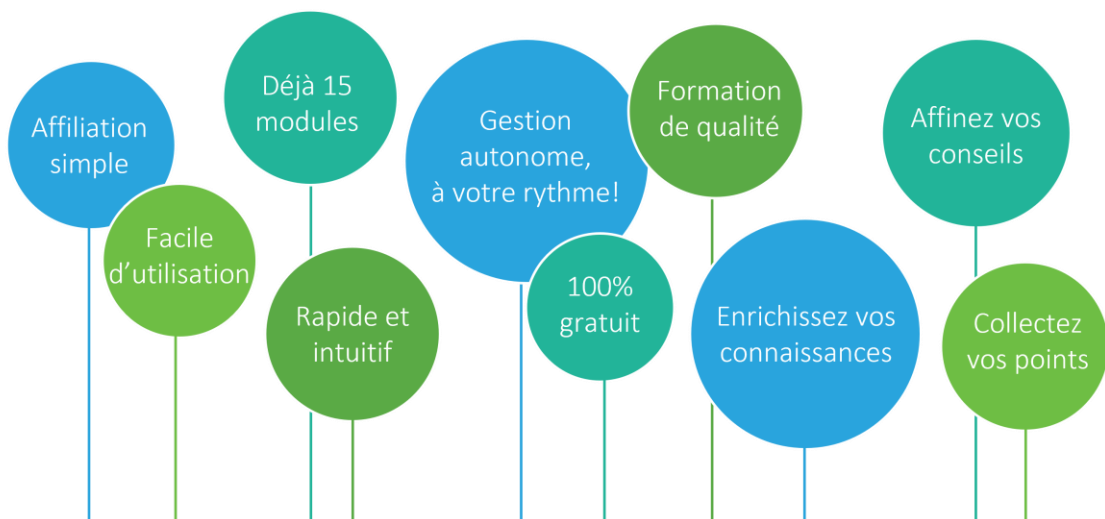 Affiliation
simple
Facile
d’utilisation
Déjà 15
modules
Rapide et
intuitif
Gestion
autonome,
à votre rythme!
100%
gratuit
Formation
de qualité
Enrichissez vos
connaissances
Affinez vos
conseils
Collectez
vos points